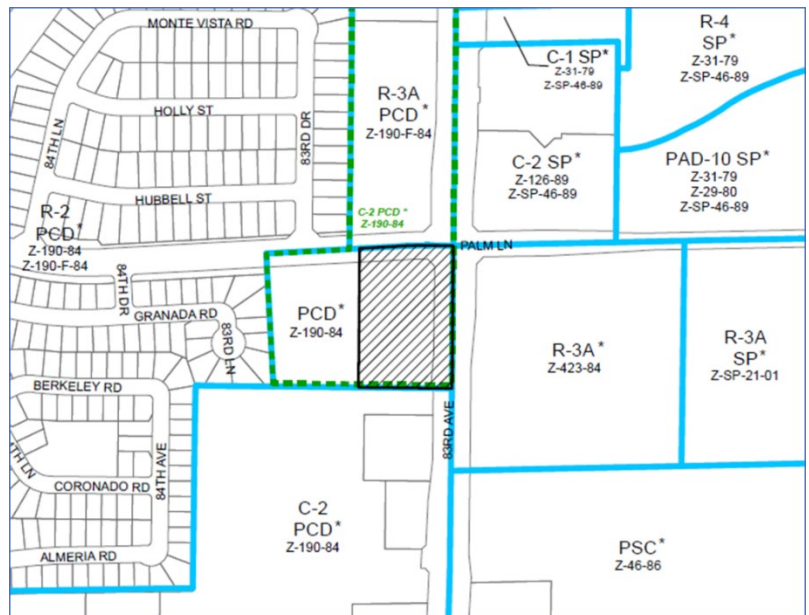 MONTE VISTA RD
HOLLY ST
HUBBELL ST
84TH LN
83RD DR
R-3A
PCD*
Z-190-F-84
C-1 SP*
Z-31-79
Z-SP-46-89
R-4
SP*
Z-31-79
Z-SP-46-89
C-2 SP*
Z-126-89
Z-SP-46-89
PAD-10 SP*
Z-31-79
Z-29-80
Z-SP-46-89
R-2
PCD*
Z-190-84
Z-190-F-84
C-2 PCD*
Z-190-84
PALM LN
84TH DR
GRANADA RD
83RD LN
PCD*
Z-190-84
R-3A*
Z-423-84
R-3A
SP*
Z-SP-21-01
BERKELEY RD
84TH AVE
83RD AVE
CORONADO RD
ALMERIA RD
C-2
PCD*
Z-190-84
PSC*
Z-46-86